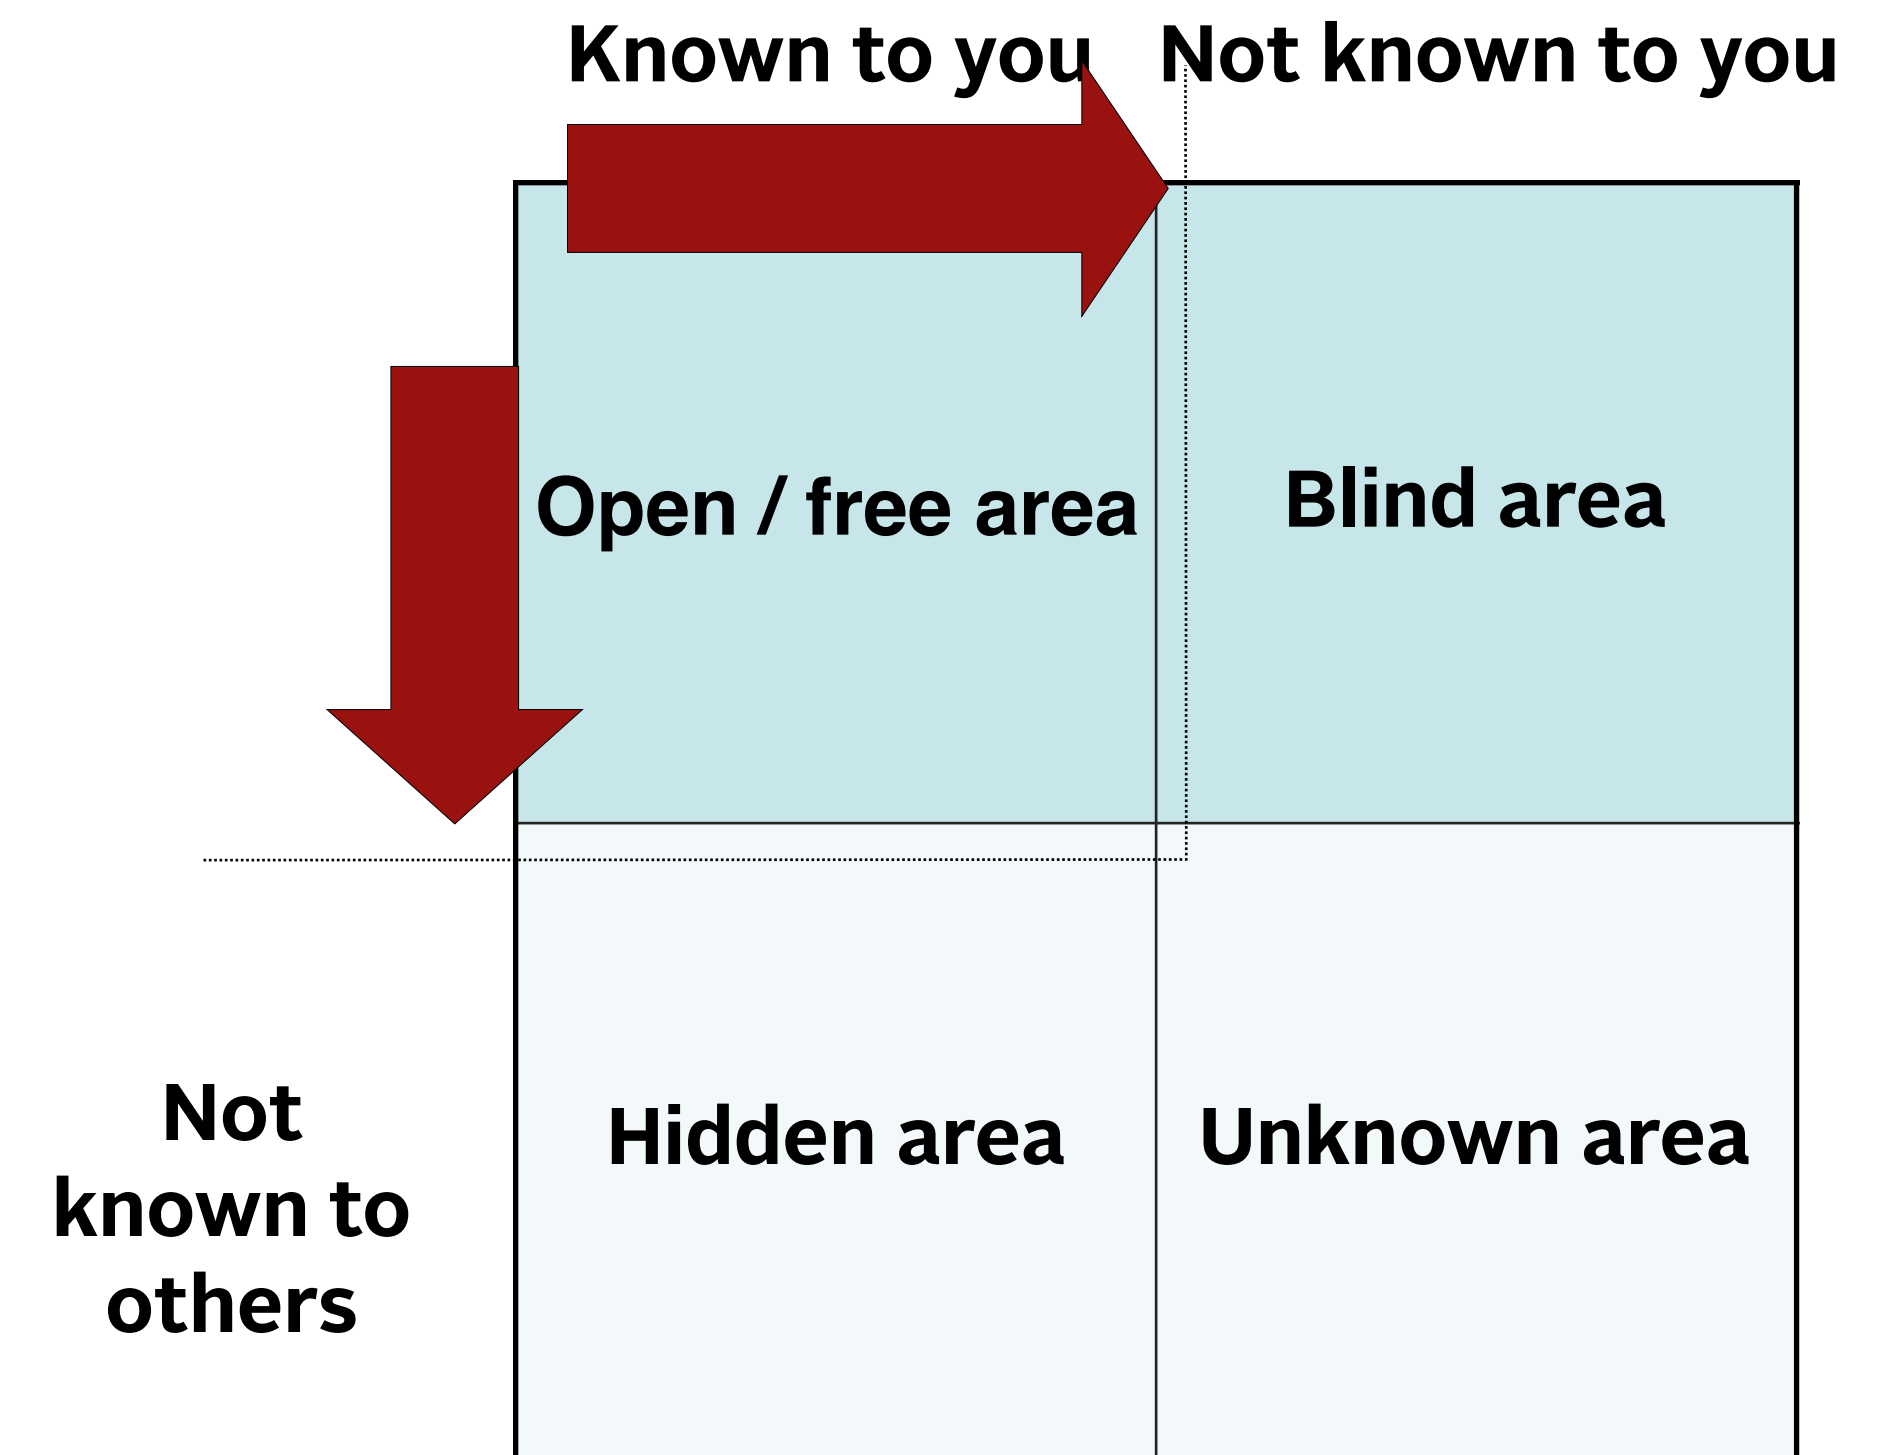 Known to you
Not known to you
Open / free area
Blind area
Not
known to
others
Hidden area
Unknown area